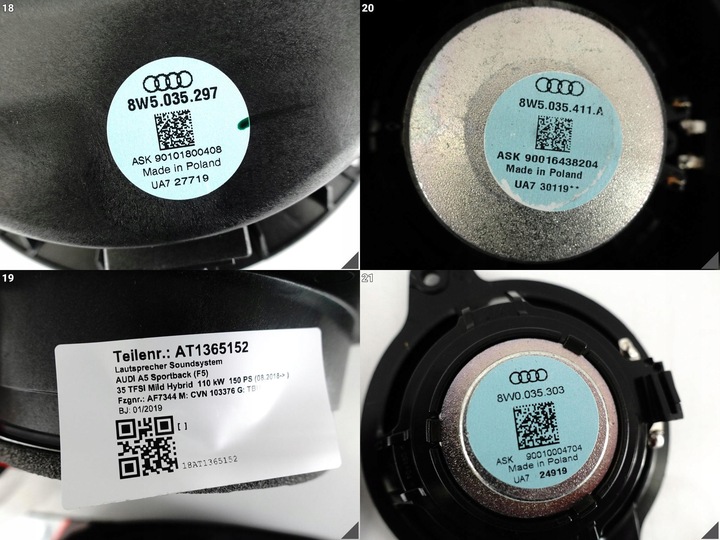 18
8W5.035.297
ASK 90101800408
Made in Poland
UA7 27719
20
8W5.035.411.A
ASK 90016438204
Made in Poland
UA7 30119**
19
Teilenr.: AT1365152
Lautsprecher Soundsystem
AUDI A5 Sportback (F5)
35 TFSI Mild Hybrid 110 kW 150 PS (08.2018-> )
Fzgnr.: AF7344 M: CVN 103376 G:
BJ: 01/2019
[ ]
18AT1365152
21
8W0.035.303
ASK 90010004704
Made in Poland
UA7 24919